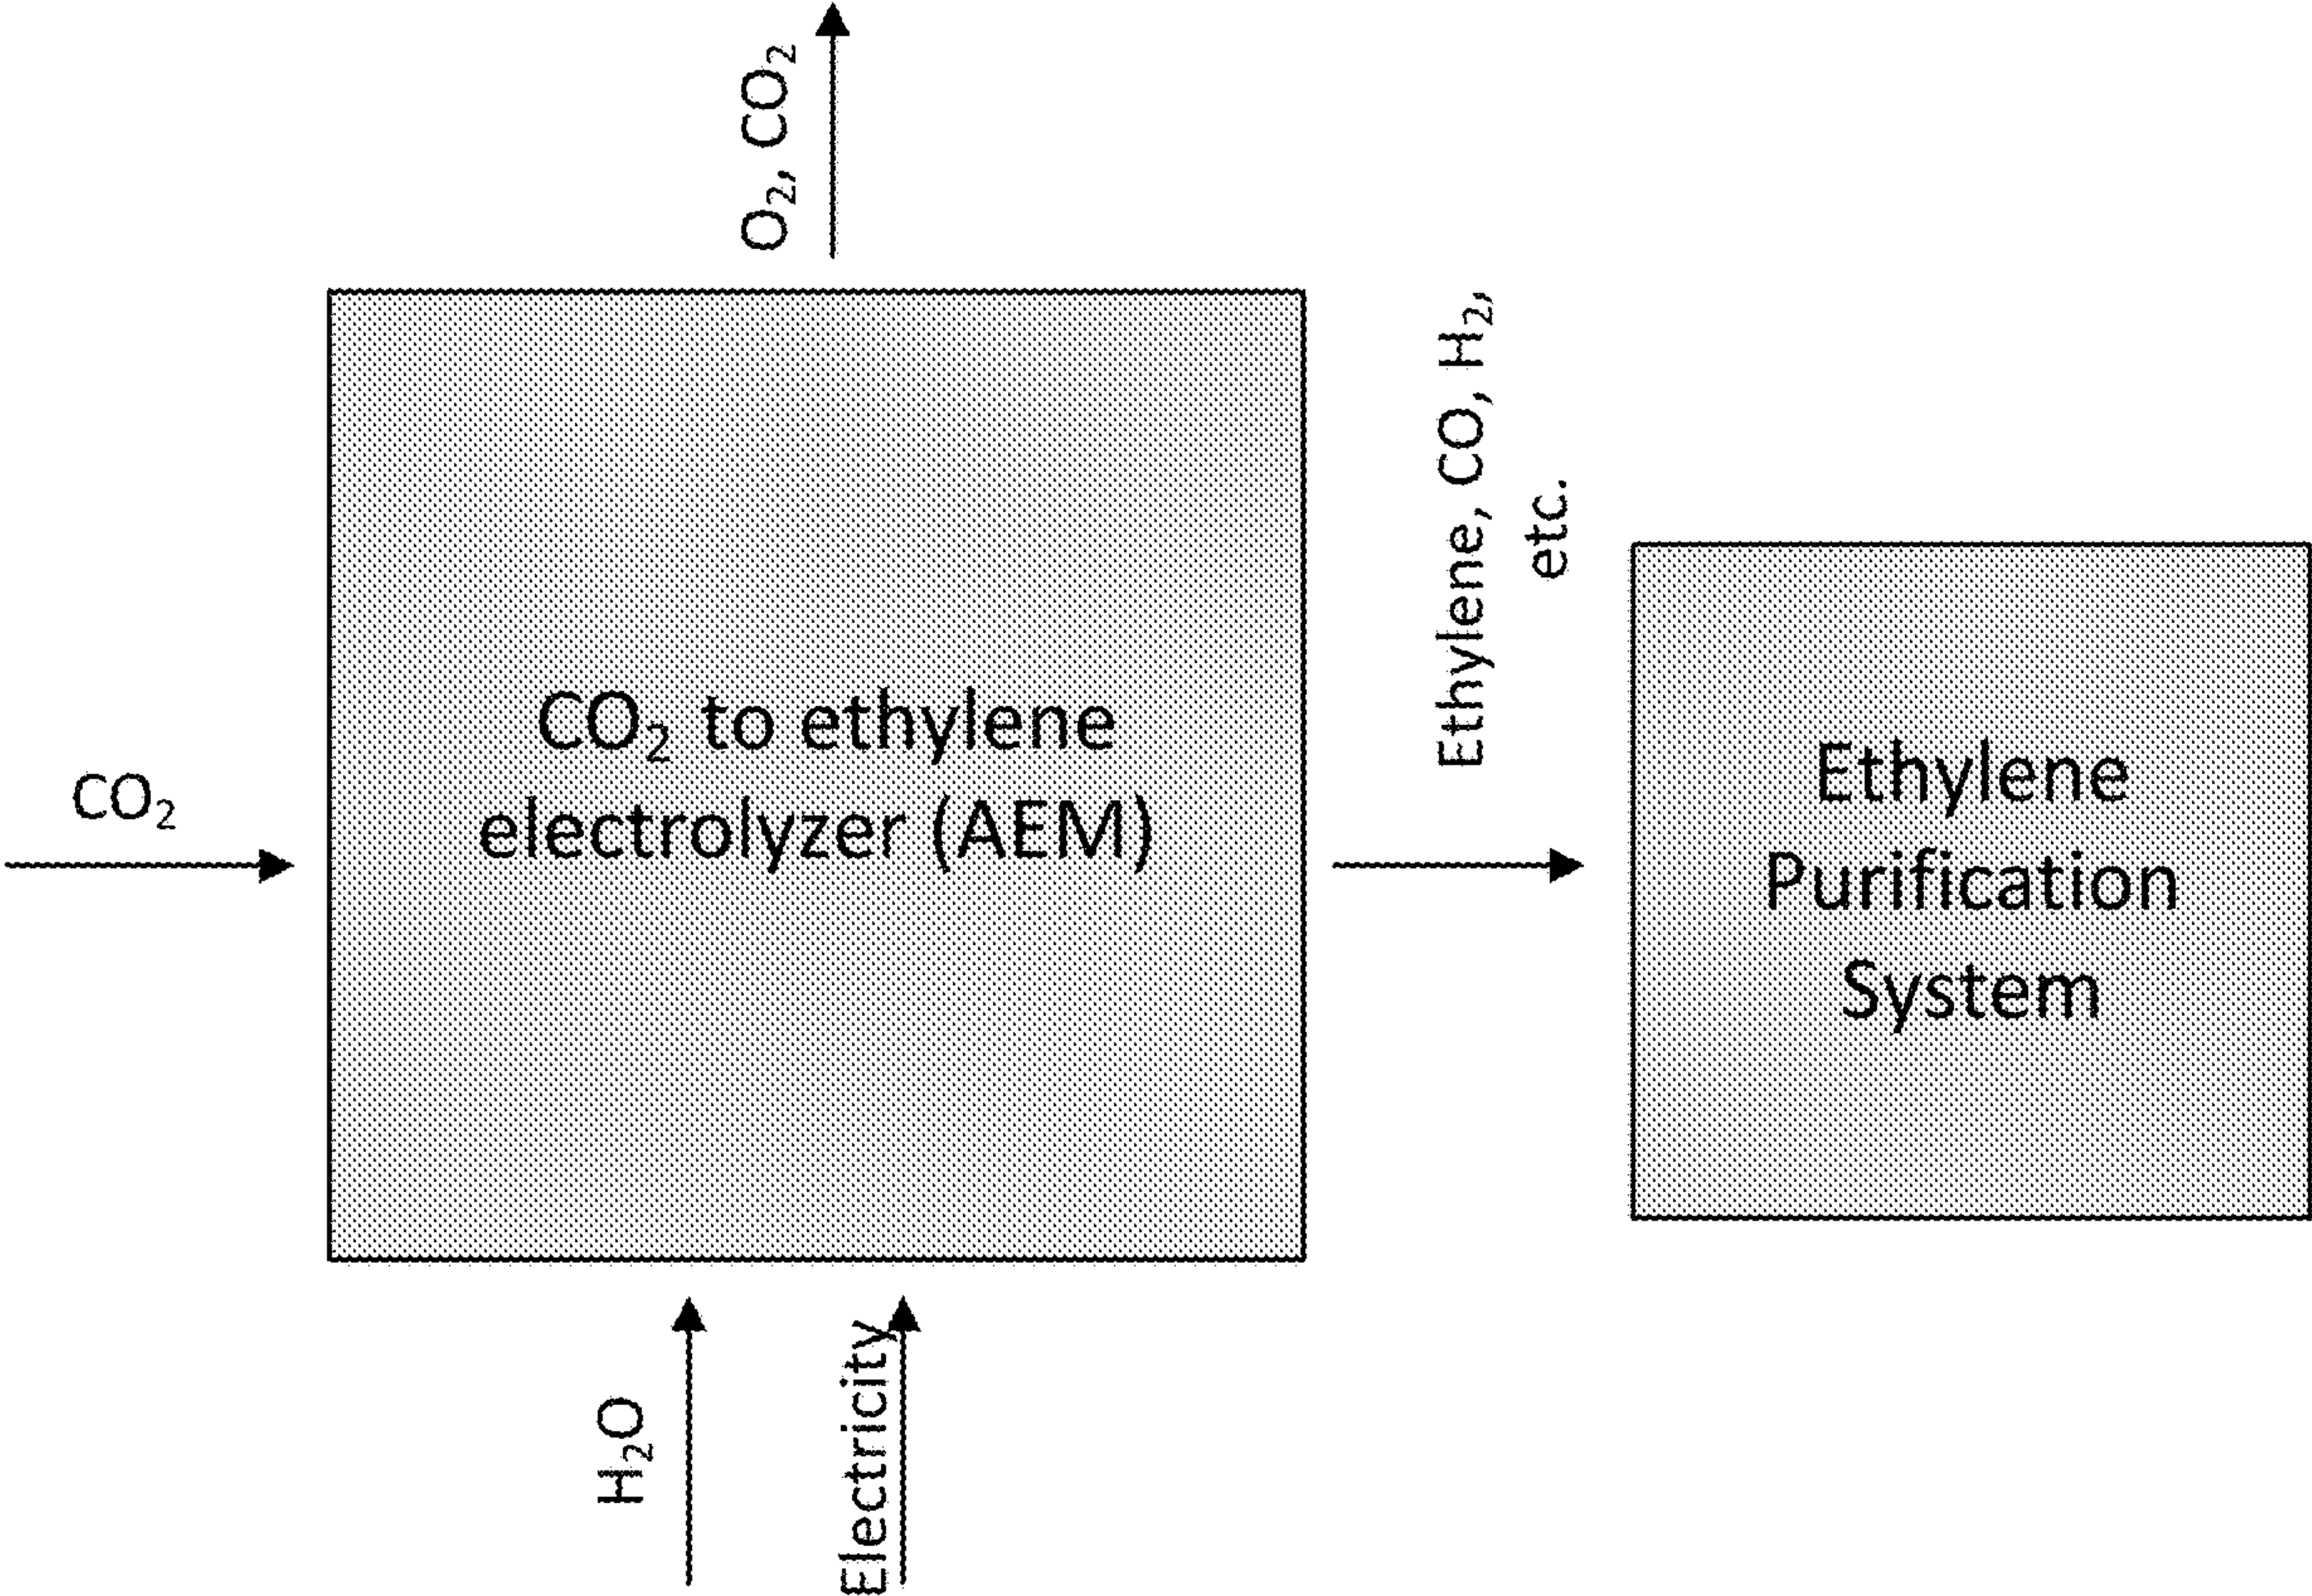 O₂, CO₂
CO₂
CO₂ to ethylene
electrolyzer (AEM)
Ethylene, CO, H₂,
etc.
Ethylene
Purification
System
H₂O
Electricity